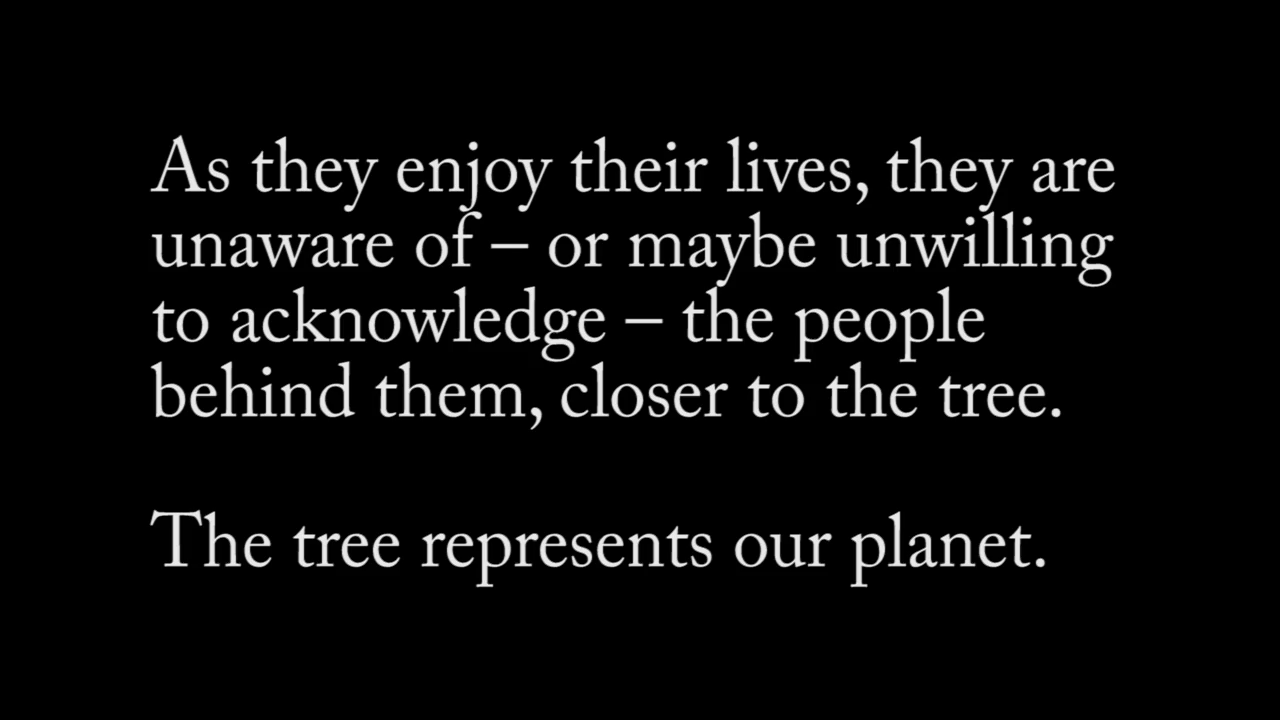 As they enjoy their lives, they are
unaware of – or maybe unwilling
to acknowledge – the people
behind them, closer to the tree.
The tree represents our planet.